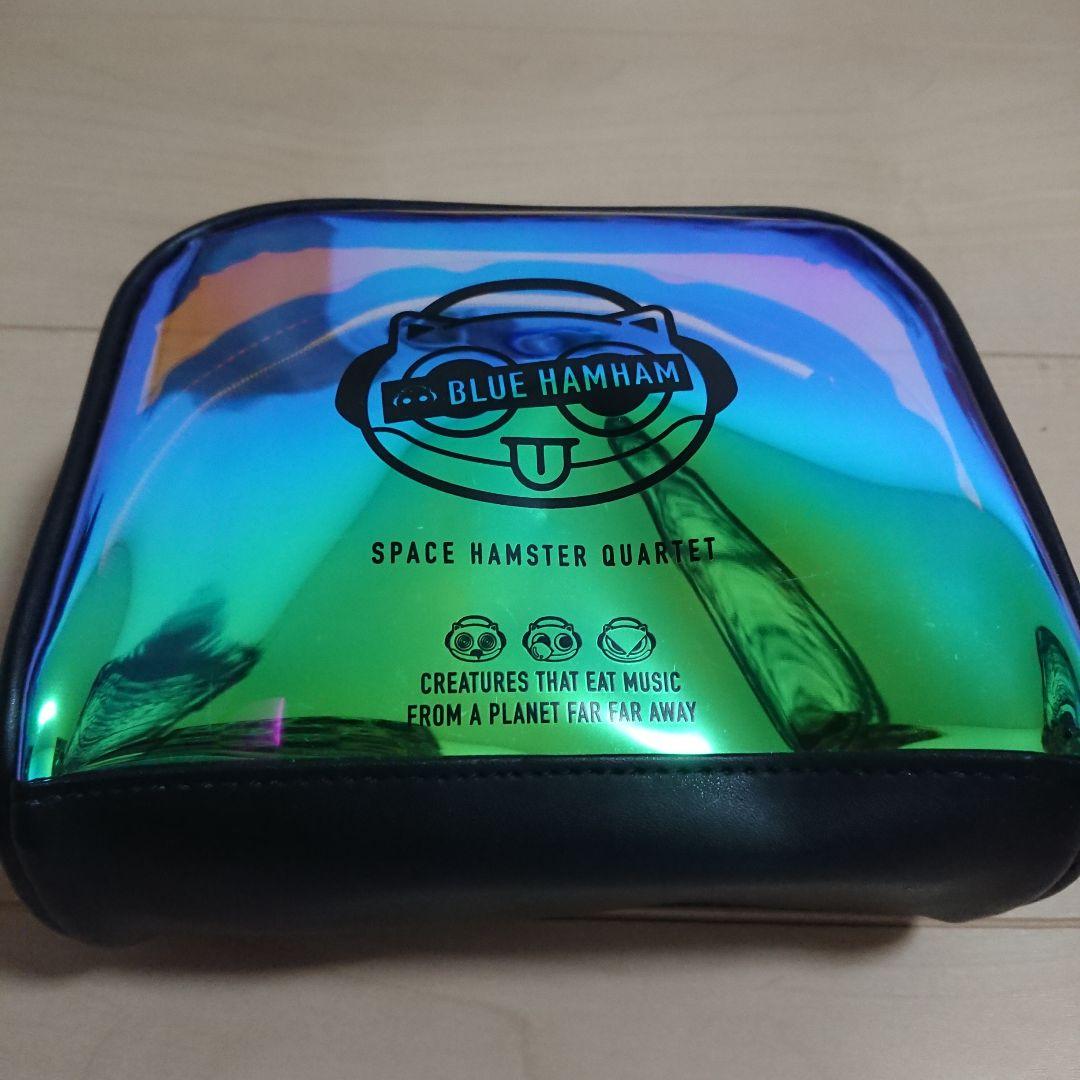 BLUE HAMHAM
SPACE HAMSTER QUARTET
CREATURES THAT EAT MUSIC
FROM A PLANET FAR FAR AWAY